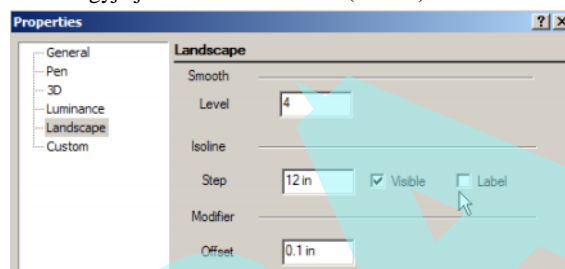 Properties
General
Pen
3D
Luminance
Landscape
Custom
Landscape
Smooth
Level 4
Isoline
Step 12 in Visible Label
Modifier
Offset 0.1 in